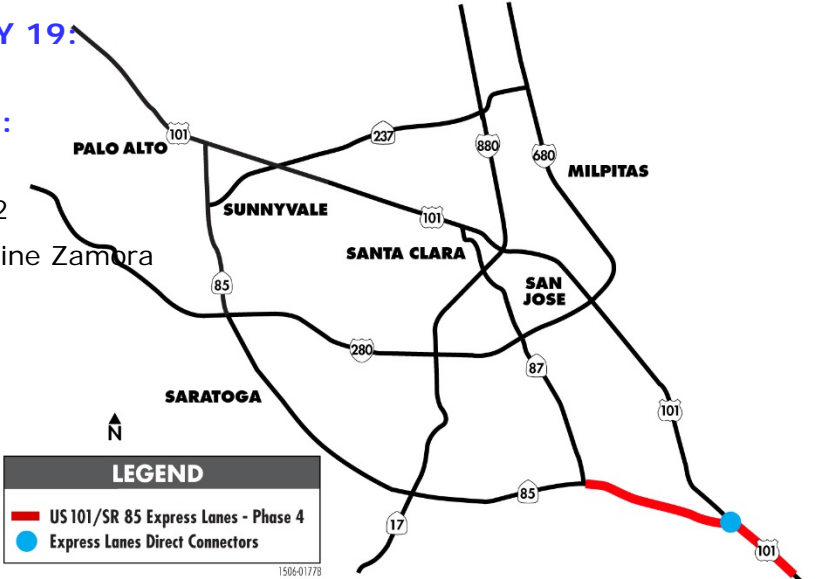 Y 19:
:
2
ine Zamora
101
237
880
680
PALO ALTO
MILPITAS
SUNNYVALE
101
SANTA CLARA
85
SAN
JOSE
280
87
SARATOGA
101
N
LEGEND
US 101/SR 85 Express Lanes - Phase 4
Express Lanes Direct Connectors
85
17
101
1506-0177B